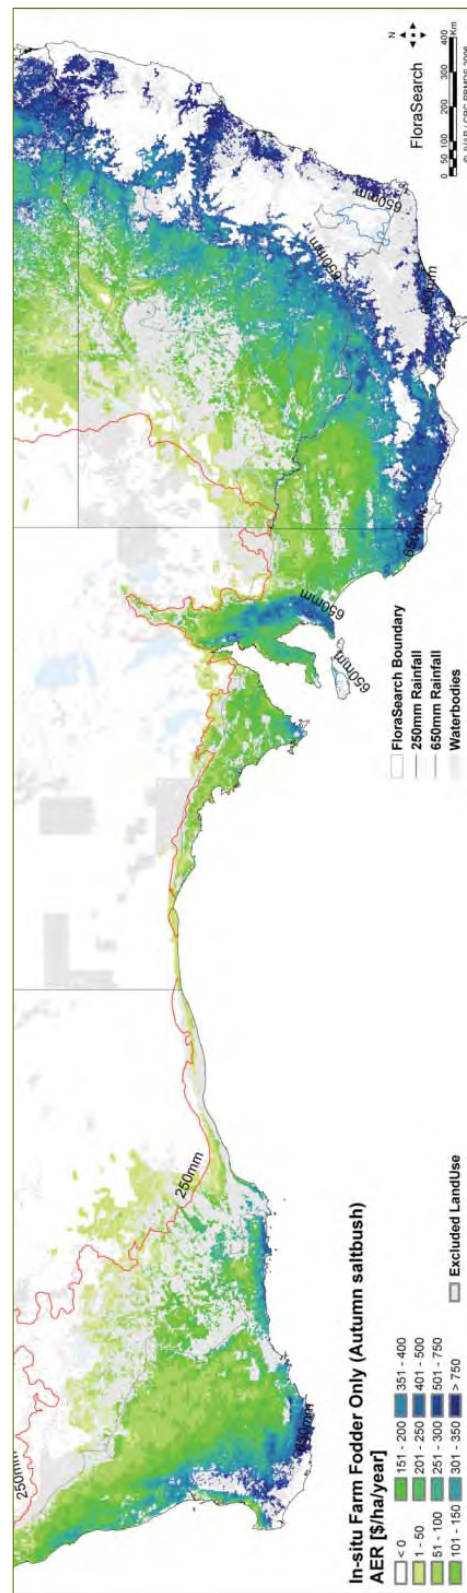 In-situ Farm Fodder Only (Autumn saltbush)
AER [$/ha/year]
< 0
1 - 50
51 - 100
101 - 150
151 - 200
201 - 250
251 - 300
301 - 350
351 - 400
401 - 500
501 - 750
> 750
Excluded LandUse
FloraSearch Boundary
250mm Rainfall
650mm Rainfall
Waterbodies
250mm
250mm
650mm
650mm
650mm
650mm
650mm
650mm
650mm
N
FloraSearch
0 50 100 200 300 400
Km